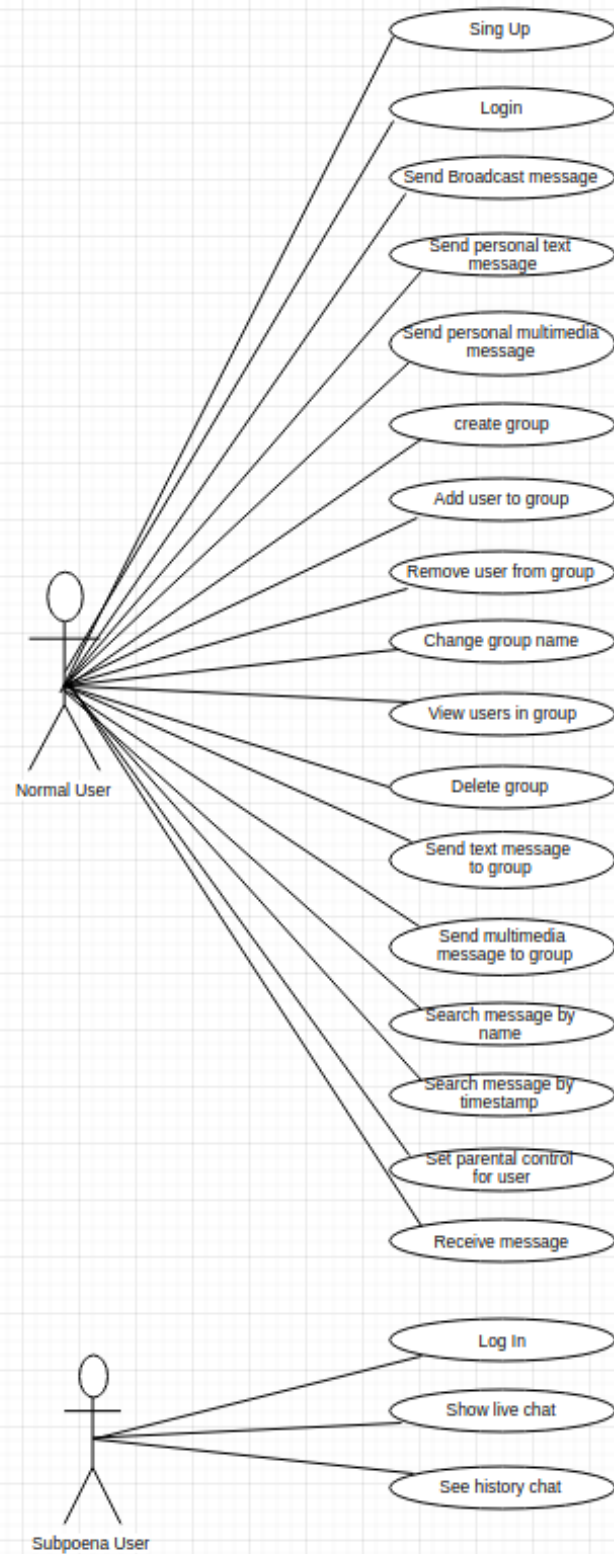 Sing Up
Login
Send Broadcast message
Send personal text
message
Send personal multimedia
message
create group
Add user to group
Remove user from group
Change group name
View users in group
Normal User
Delete group
Send text message
to group
Send multimedia
message to group
Search message by
name
Search message by
timestamp
Set parental control
for user
Receive message
Log In
Show live chat
See history chat
Subpoena User